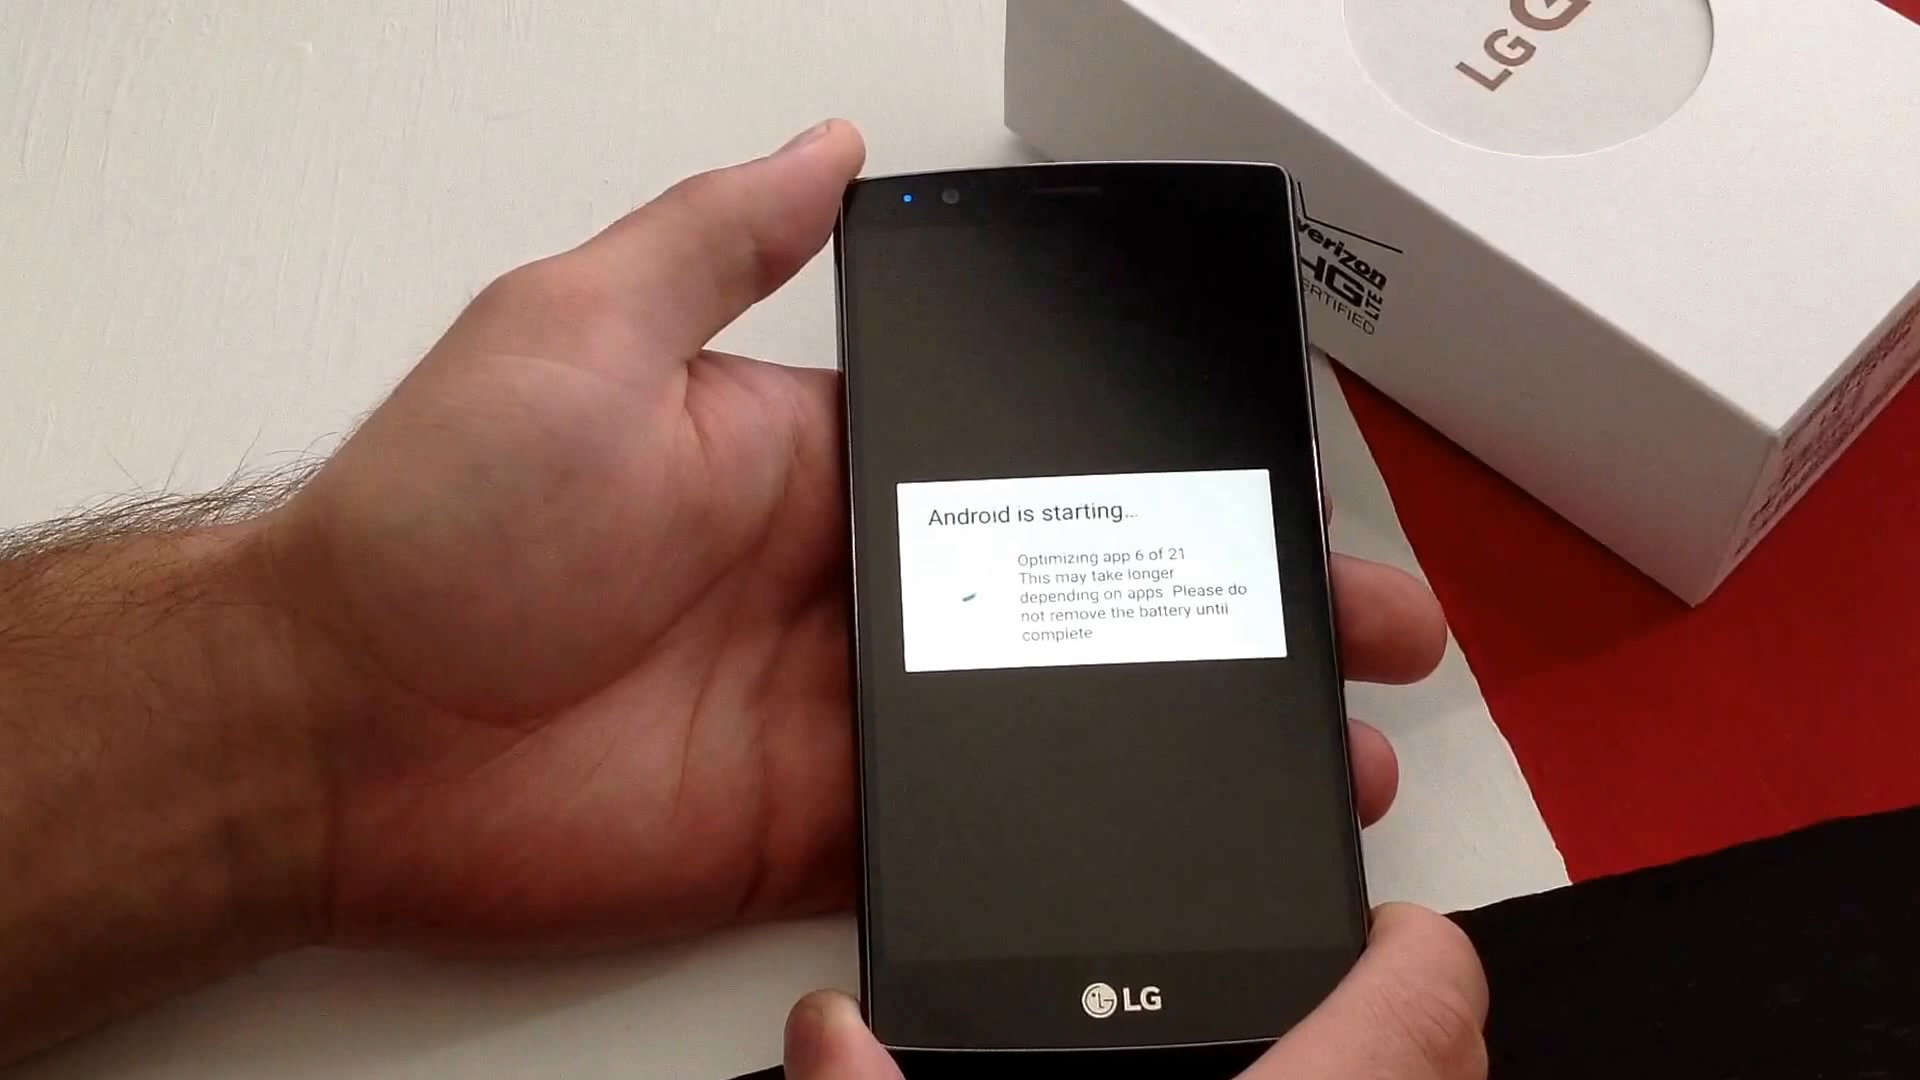 LG G
verizon
4G LTE
CERTIFIED
Android is starting...
Optimizing app 6 of 21
This may take longer
depending on apps. Please do
not remove the battery until
complete
LG